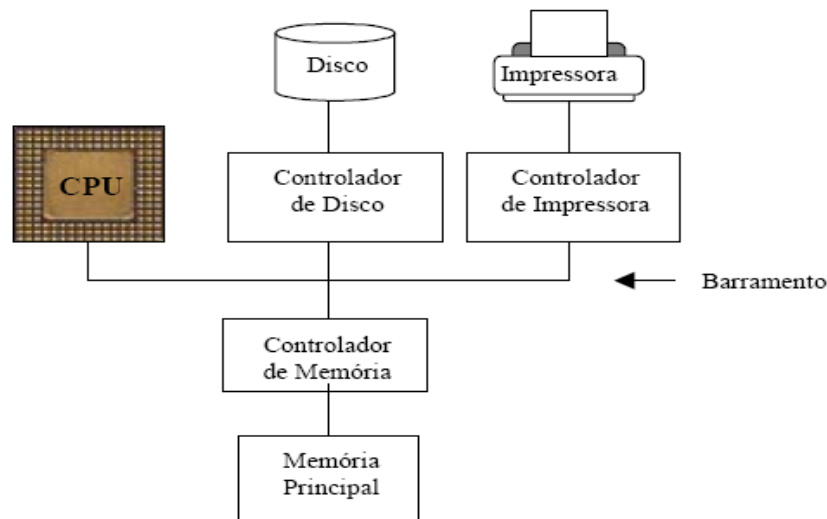 Disco
Impressora
CPU
Controlador
de Disco
Controlador
de Impressora
Barramento
Controlador
de Memória
Memória
Principal